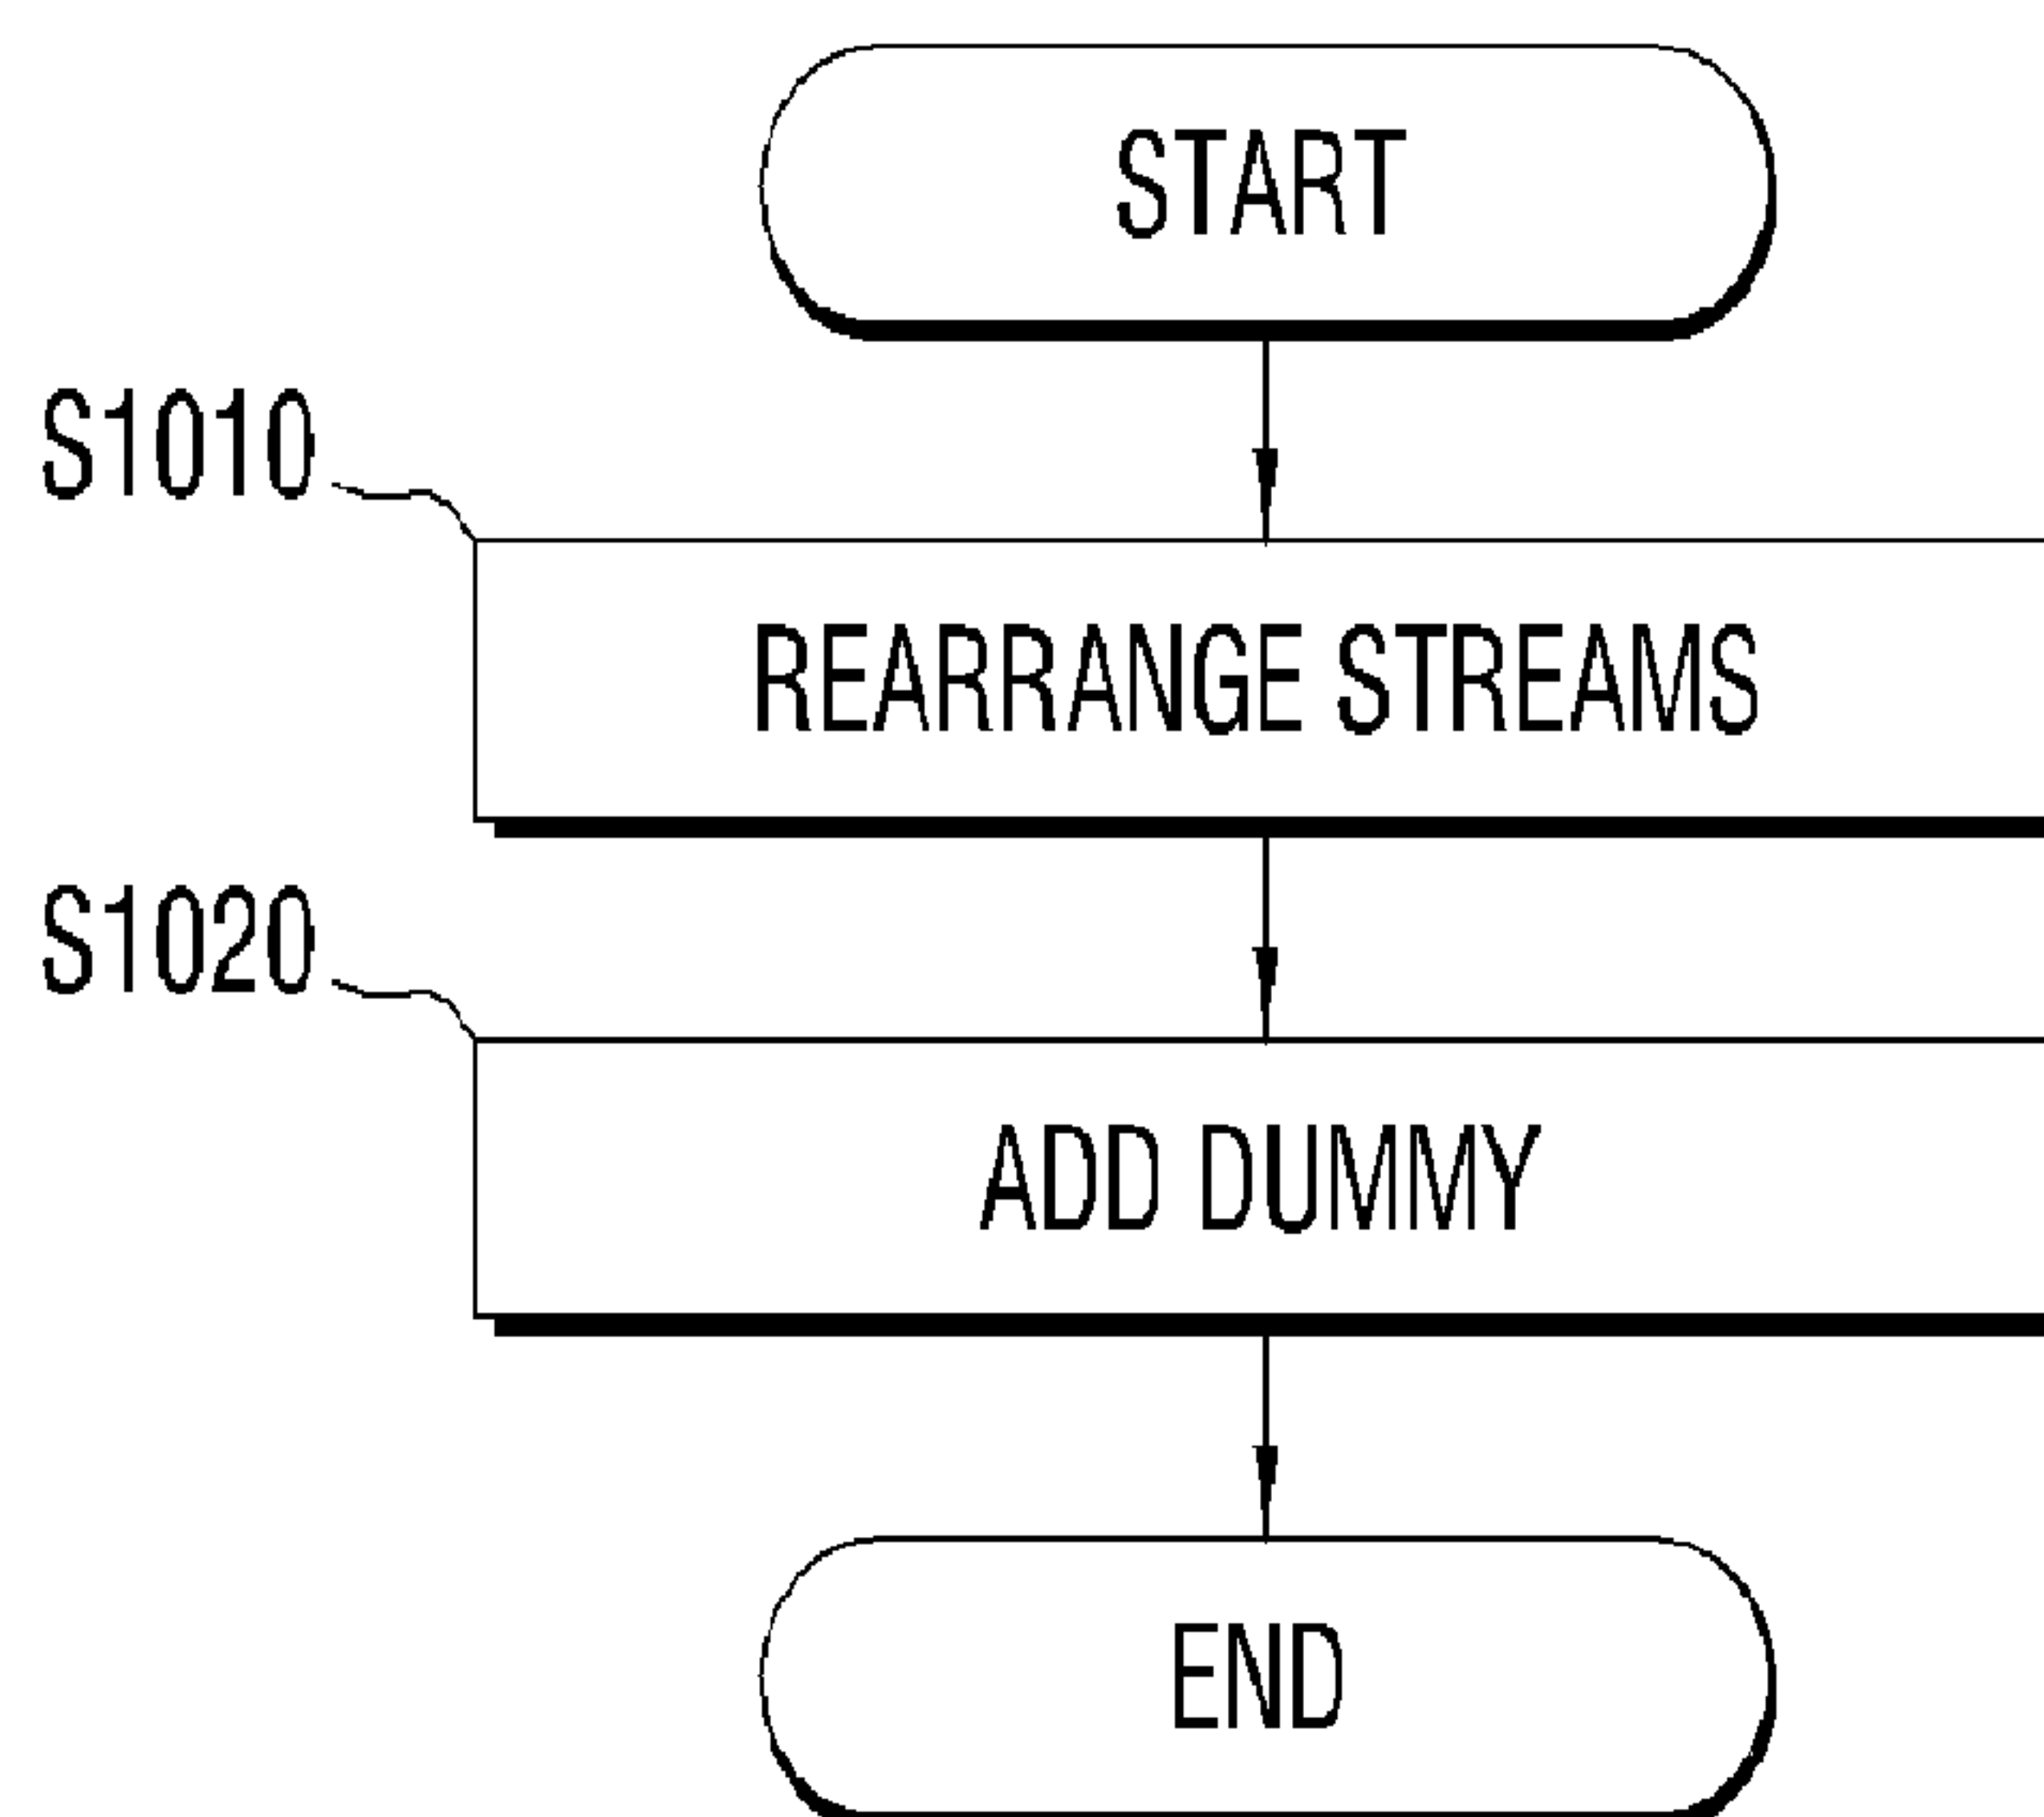 START
S1010
REARRANGE STREAMS
S1020
ADD DUMMY
END